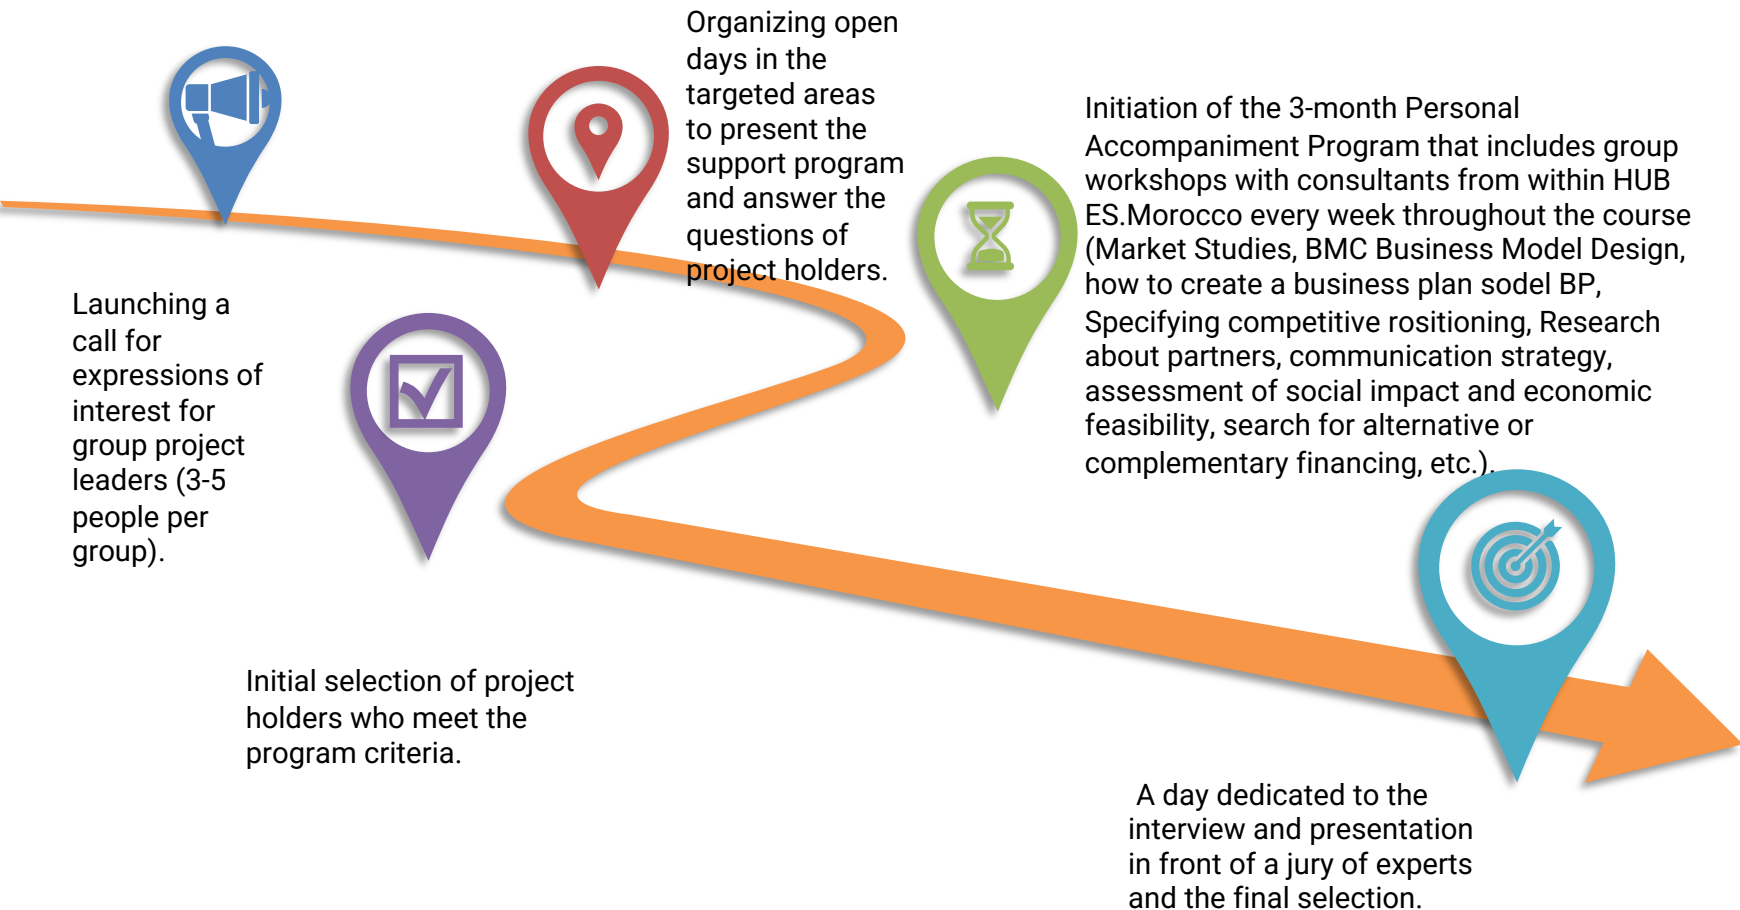 Launching a
call for
expressions of
interest for
group project
leaders (3-5
people per
group).
Organizing open
days in the
targeted areas
to present the
support program
and answer the
questions of
project holders.
Initial selection of project
holders who meet the
program criteria.
Initiation of the 3-month Personal
Accompaniment Program that includes group
workshops with consultants from within HUB
ES.Morocco every week throughout the course
(Market Studies, BMC Business Model Design,
how to create a business plan sodel BP,
Specifying competitive rositioning, Research
about partners, communication strategy,
assessment of social impact and economic
feasibility, search for alternative or
complementary financing, etc.).
A day dedicated to the
interview and presentation
in front of a jury of experts
and the final selection.